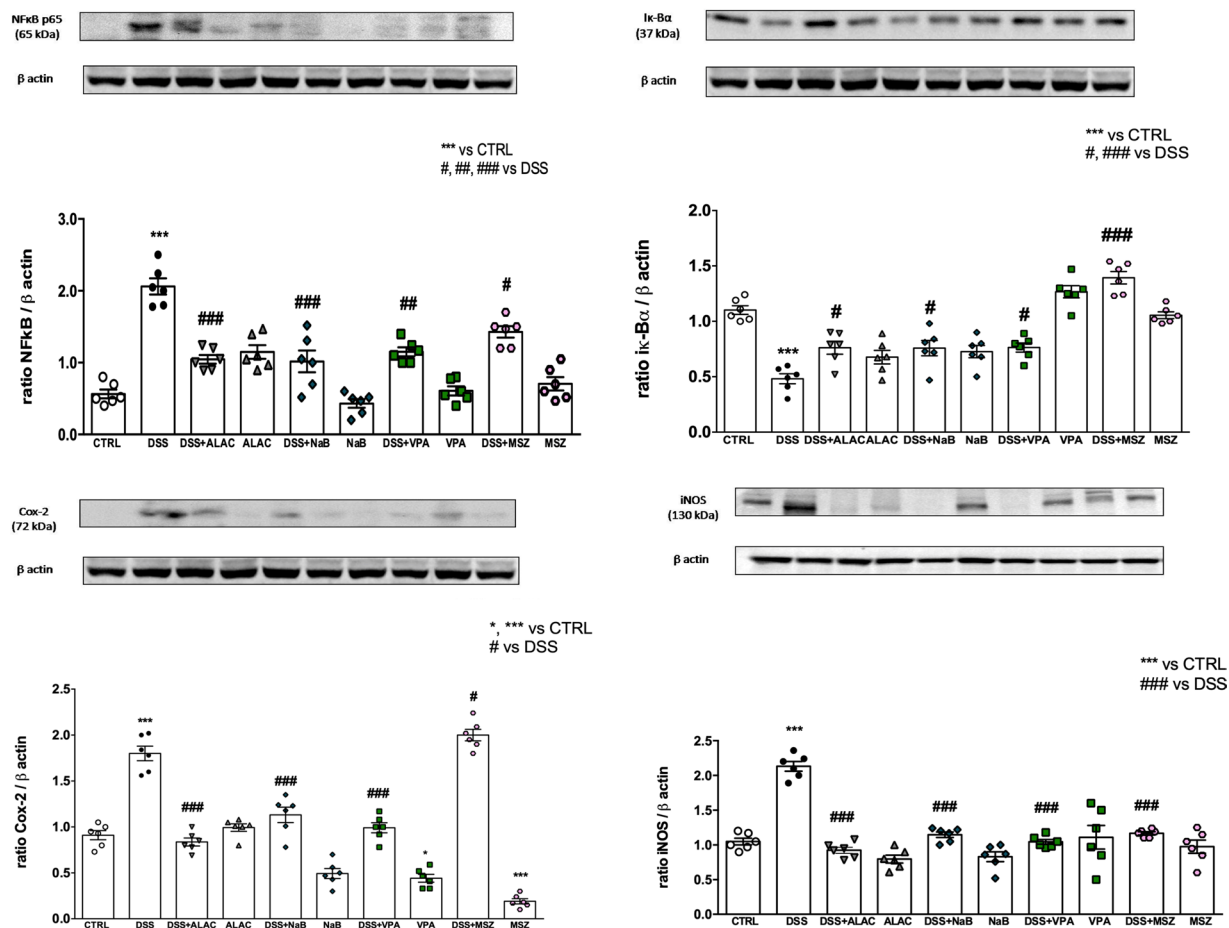 NFκB p65
(65 kDa)
β actin
*** vs CTRL
#, ##, ### vs DSS
ratio NFκB / β actin
3.0
2.0
1.0
0.0
***
###
###
##
#
CTRL DSS DSS+ALAC ALAC DSS+NaB NaB DSS+VPA VPA DSS+MSZ MSZ
Iκ-Bα
(37 kDa)
β actin
*** vs CTRL
#, ### vs DSS
ratio iκ-Bα / β actin
2.0
1.5
1.0
0.5
0.0
***
#
#
#
###
CTRL DSS DSS+ALACALAC DSS+NaB NaB DSS+VPA VPA DSS+MSZ MSZ
Cox-2
(72 kDa)
β actin
*, *** vs CTRL
# vs DSS
ratio Cox-2 / β actin
2.5
2.0
1.5
1.0
0.5
0.0
***
###
###
###
*
#
***
CTRL DSS DSS+ALAC ALAC DSS+NaB NaB DSS+VPA VPA DSS+MSZ MSZ
iNOS
(130 kDa)
β actin
*** vs CTRL
### vs DSS
ratio iNOS / β actin
2.5
2.0
1.5
1.0
0.5
0.0
***
###
###
###
###
CTRL DSS DSS+ALAC ALAC DSS+NaB NaB DSS+VPA VPA DSS+MSZ MSZ